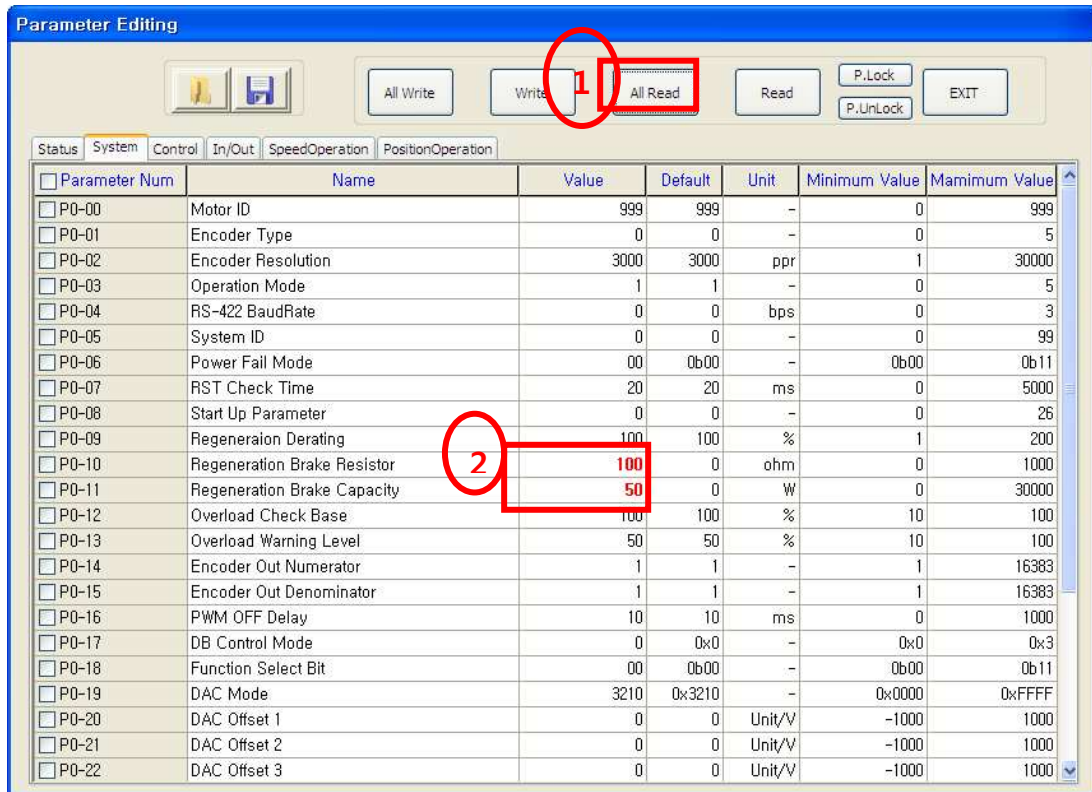 Parameter Editing
All Write Write 1 All Read Read P.Lock P.UnLock EXIT
Status System Control In/Out SpeedOperation PositionOperation
Parameter Num Name Value Default Unit Minimum Value Mamimum Value
P0-00 Motor ID 999 999 - 0 999
P0-01 Encoder Type 0 0 - 0 5
P0-02 Encoder Resolution 3000 3000 ppr 1 30000
P0-03 Operation Mode 1 1 - 0 5
P0-04 RS-422 BaudRate 0 0 bps 0 3
P0-05 System ID 0 0 - 0 99
P0-06 Power Fail Mode 00 0b00 - 0b00 0b11
P0-07 RST Check Time 20 20 ms 0 5000
P0-08 Start Up Parameter 0 0 - 0 26
P0-09 Regeneraion Derating 100 100 % 1 200
P0-10 Regeneration Brake Resistor 2 100 0 ohm 0 1000
P0-11 Regeneration Brake Capacity 50 0 W 0 30000
P0-12 Overload Check Base 100 100 % 10 100
P0-13 Overload Warning Level 50 50 % 10 100
P0-14 Encoder Out Numerator 1 1 - 1 16383
P0-15 Encoder Out Denominator 1 1 - 1 16383
P0-16 PWM OFF Delay 10 10 ms 0 1000
P0-17 DB Control Mode 0 0x0 - 0x0 0x3
P0-18 Function Select Bit 00 0b00 - 0b00 0b11
P0-19 DAC Mode 3210 0x3210 - 0x0000 0xFFFF
P0-20 DAC Offset 1 0 0 Unit/V -1000 1000
P0-21 DAC Offset 2 0 0 Unit/V -1000 1000
P0-22 DAC Offset 3 0 0 Unit/V -1000 1000